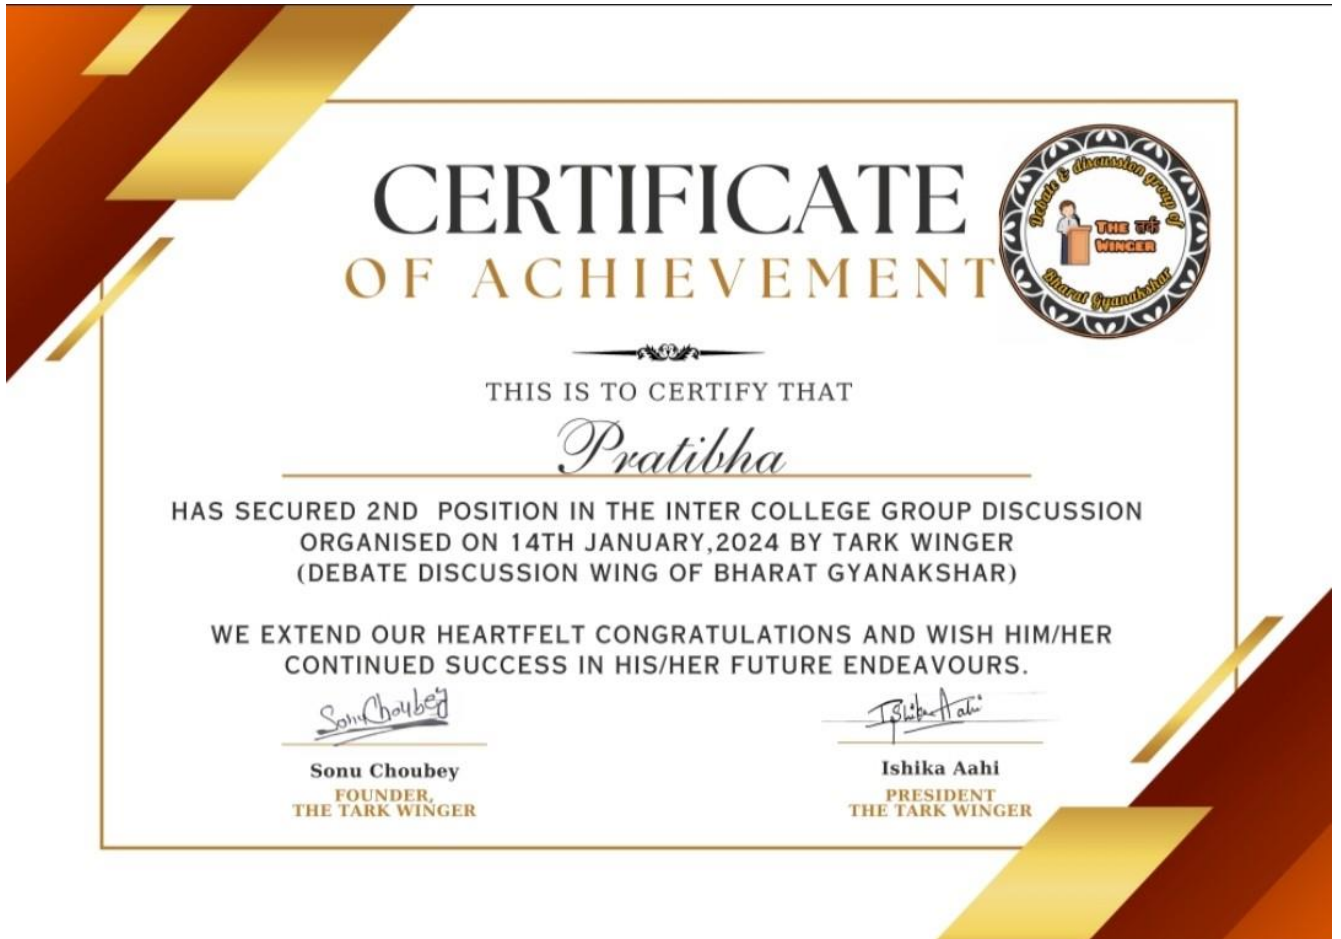 CERTIFICATE
OF ACHIEVEMENT
Debate & discussion group of
THE तर्क
WINGER
Bharat Gyanakshar
THIS IS TO CERTIFY THAT
Pratibha
HAS SECURED 2ND POSITION IN THE INTER COLLEGE GROUP DISCUSSION
ORGANISED ON 14TH JANUARY,2024 BY TARK WINGER
(DEBATE DISCUSSION WING OF BHARAT GYANAKSHAR)
WE EXTEND OUR HEARTFELT CONGRATULATIONS AND WISH HIM/HER
CONTINUED SUCCESS IN HIS/HER FUTURE ENDEAVOURS.
Sonu Choubey
Ishika Aahi
Sonu Choubey
FOUNDER,
THE TARK WINGER
Ishika Aahi
PRESIDENT
THE TARK WINGER